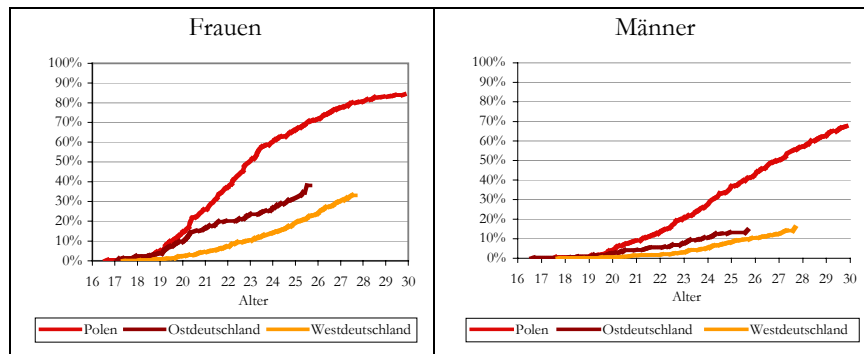 Frauen
100%
90%
80%
70%
60%
50%
40%
30%
20%
10%
0%
16 17 18 19 20 21 22 23 24 25 26 27 28 29 30
Alter
Polen Ostdeutschland Westdeutschland
Männer
100%
90%
80%
70%
60%
50%
40%
30%
20%
10%
0%
16 17 18 19 20 21 22 23 24 25 26 27 28 29 30
Alter
Polen Ostdeutschland Westdeutschland